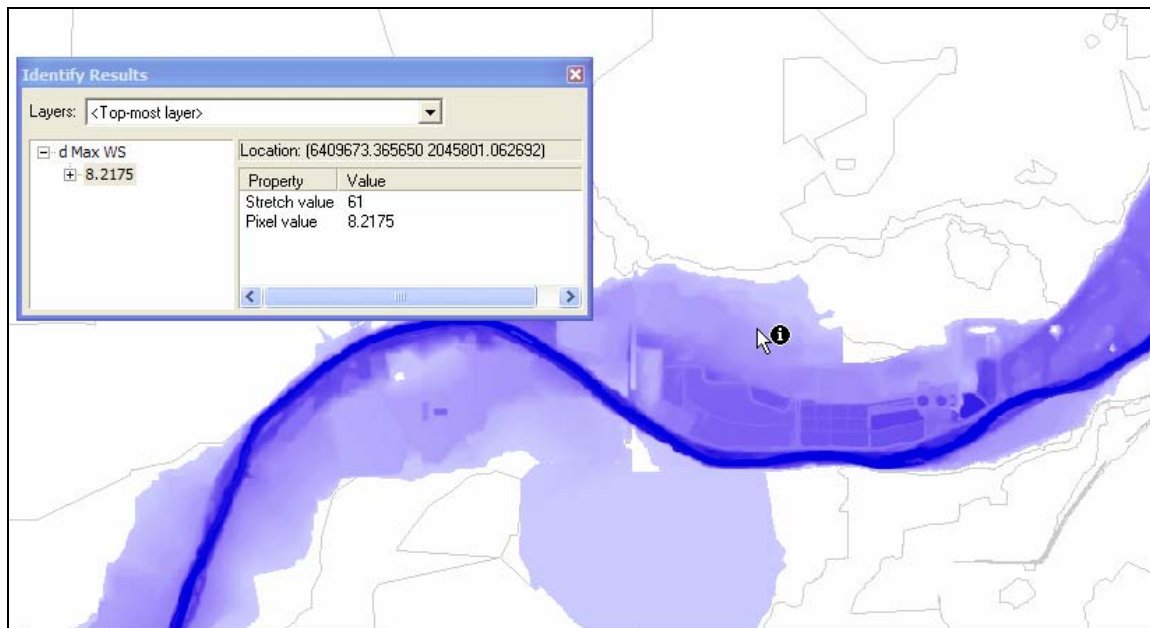 Identify Results
Layers: <Top-most layer>
d Max WS
8.2175
Location: (6409673.365650 2045801.062692)
Property Value
Stretch value 61
Pixel value 8.2175